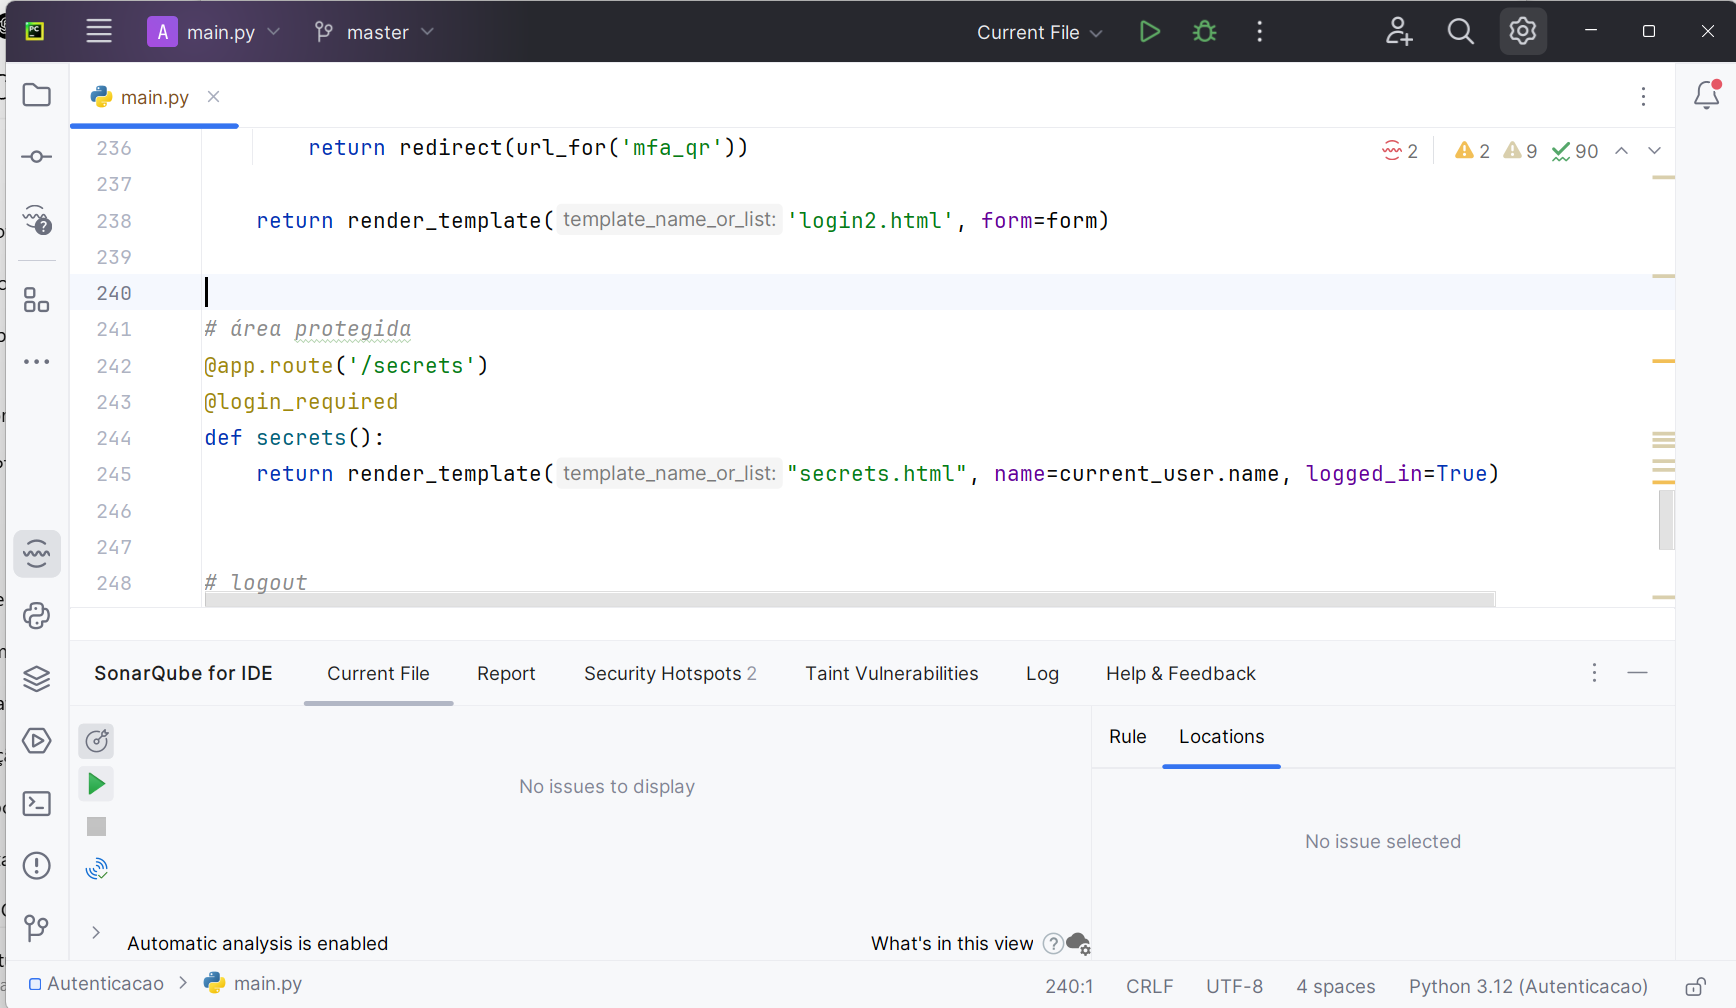 PC
A main.py master Current File
main.py
236 return redirect(url_for('mfa_qr'))
2 2 9 90
237
238 return render_template( template_name_or_list: 'login2.html', form=form)
239
240
241 # área protegida
242 @app.route('/secrets')
243 @login_required
244 def secrets():
245 return render_template( template_name_or_list: "secrets.html", name=current_user.name, logged_in=True)
246
247
248 # logout
SonarQube for IDE Current File Report Security Hotspots 2 Taint Vulnerabilities Log Help & Feedback
Rule Locations
No issues to display
No issue selected
Automatic analysis is enabled
What's in this view ?
Autenticacao > main.py 240:1 CRLF UTF-8 4 spaces Python 3.12 (Autenticacao)